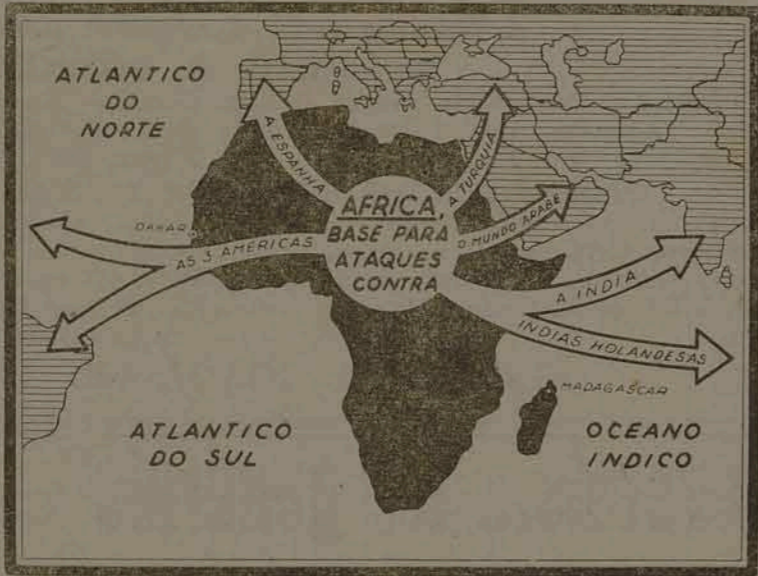 ATLANTICO
DO
NORTE
A ESPANHA
A TURQUIA
AFRICA,
BASE PARA
ATAQUES
CONTRA
O MUNDO ARABE
DAKAR
AS 3 AMERICAS
A INDIA
INDIAS HOLANDESAS
MADAGASCAR
ATLANTICO
DO SUL
OCEANO
INDICO